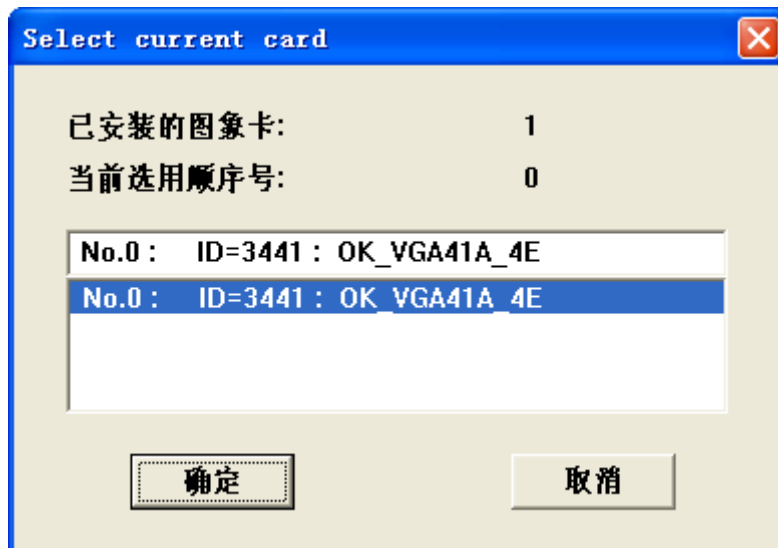 Select current card
已安装的图象卡: 1
当前选用顺序号: 0
No.0 : ID=3441 : OK_VGA41A_4E
No.0 : ID=3441 : OK_VGA41A_4E
确定 取消